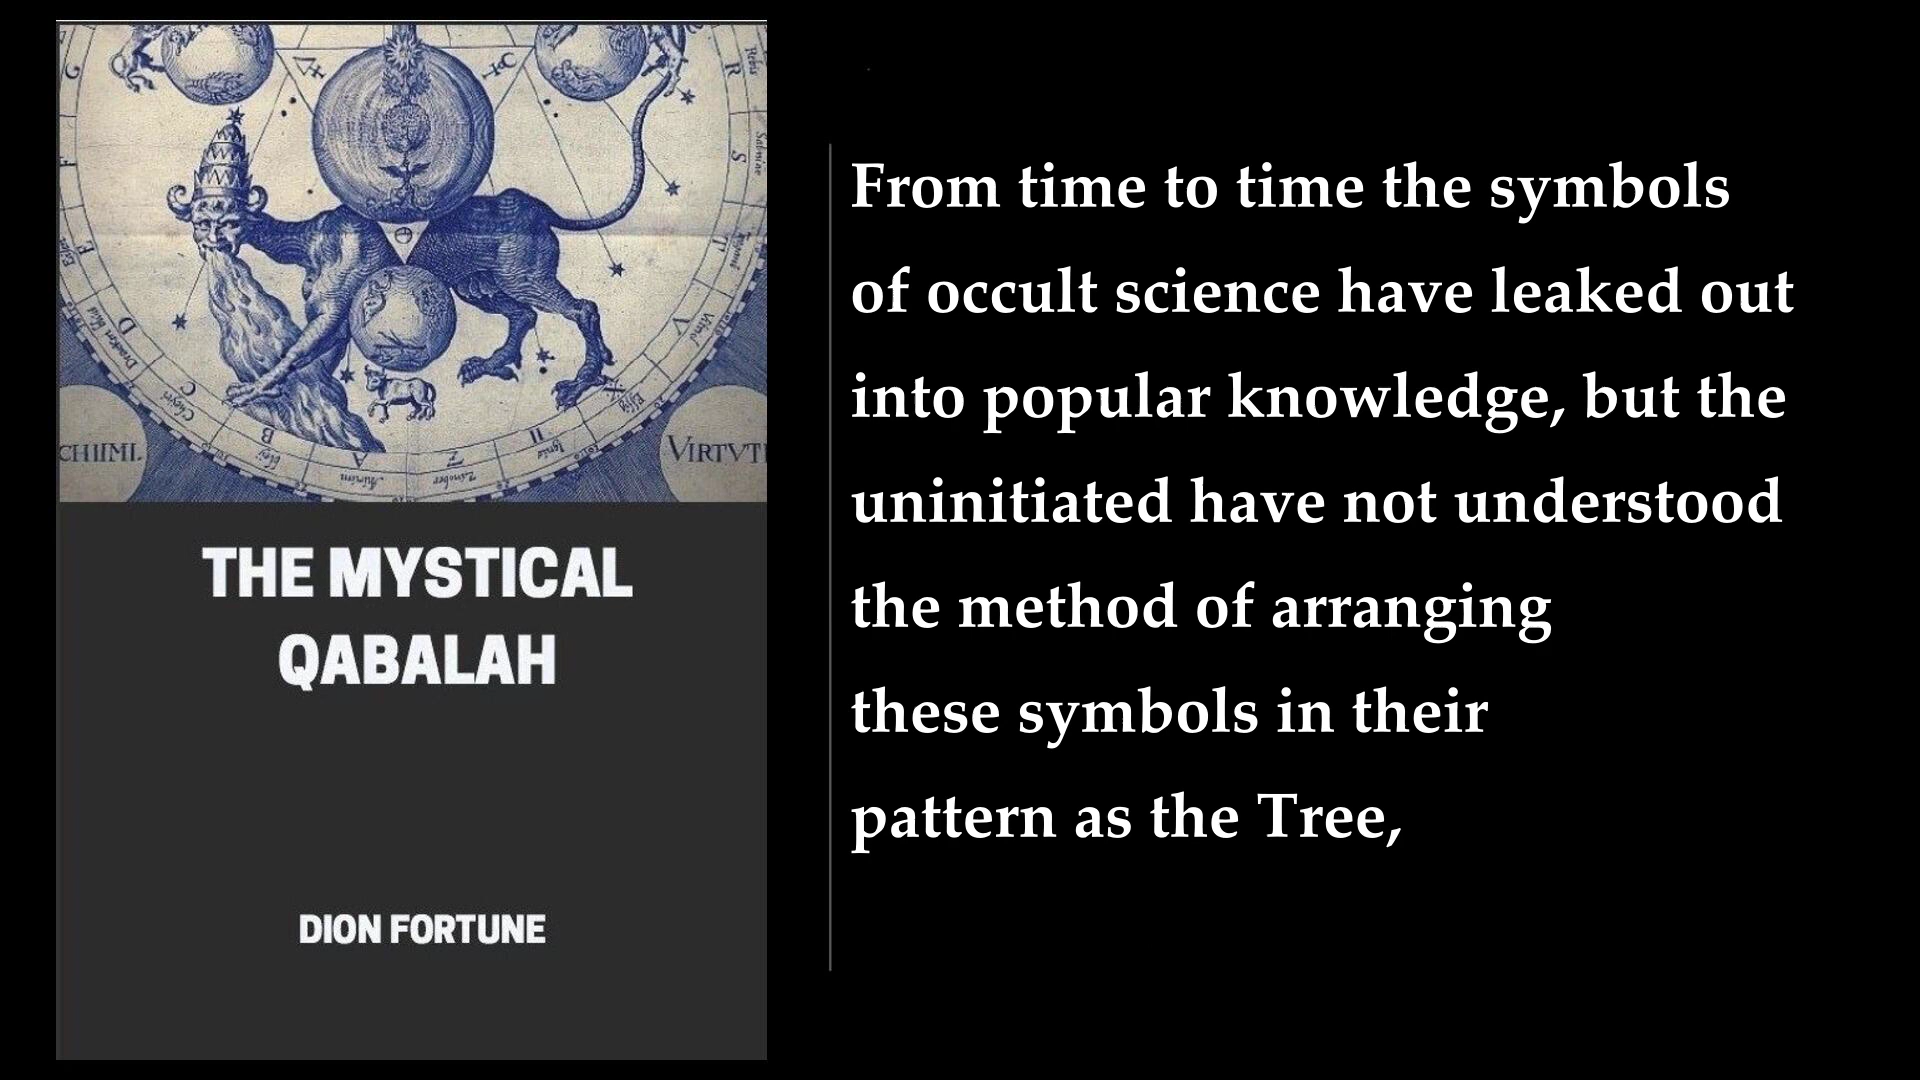 CHIIMI.
VIRTVTI
THE MYSTICAL
QABALAH
DION FORTUNE
From time to time the symbols
of occult science have leaked out
into popular knowledge, but the
uninitiated have not understood
the method of arranging
these symbols in their
pattern as the Tree,